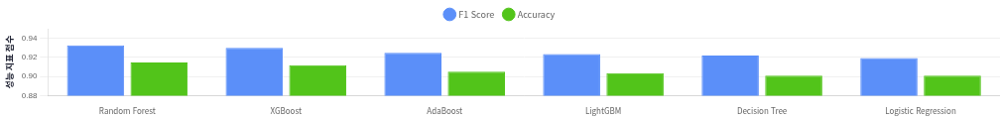 F1 Score Accuracy
성능 지표 점수
0.94
0.92
0.90
0.88
Random Forest XGBoost AdaBoost LightGBM Decision Tree Logistic Regression